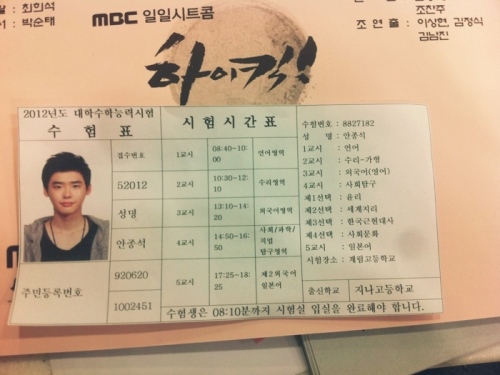 최희석
박순태
MBC 일일시트콤
하이킥!
조찬주
조 연 출 : 이상현, 김정식
김남진
2012년도 대학수학능력시험
수 험 표
접수번호
52012
성명
안종석
920620
주민등록번호
1002451
시 험 시 간 표
1교시 08:40~10:00 언어영역
2교시 10:30~12:10 수리영역
3교시 13:10~14:20 외국어영역
4교시 14:50~16:50 사회/과학/직업 탐구영역
5교시 17:25~18:25 제2외국어 일본어
수험번호 : 8827182
성 명 : 안종석
1교시 : 언어
2교시 : 수리-가형
3교시 : 외국어(영어)
4교시 : 사회탐구
제1선택 : 윤리
제2선택 : 세계지리
제3선택 : 한국근현대사
제4선택 : 사회문화
5교시 : 일본어
시험장소 : 계림고등학교
출신학교 지나고등학교
수험생은 08:10분까지 시험실 입실을 완료해야 합니다.